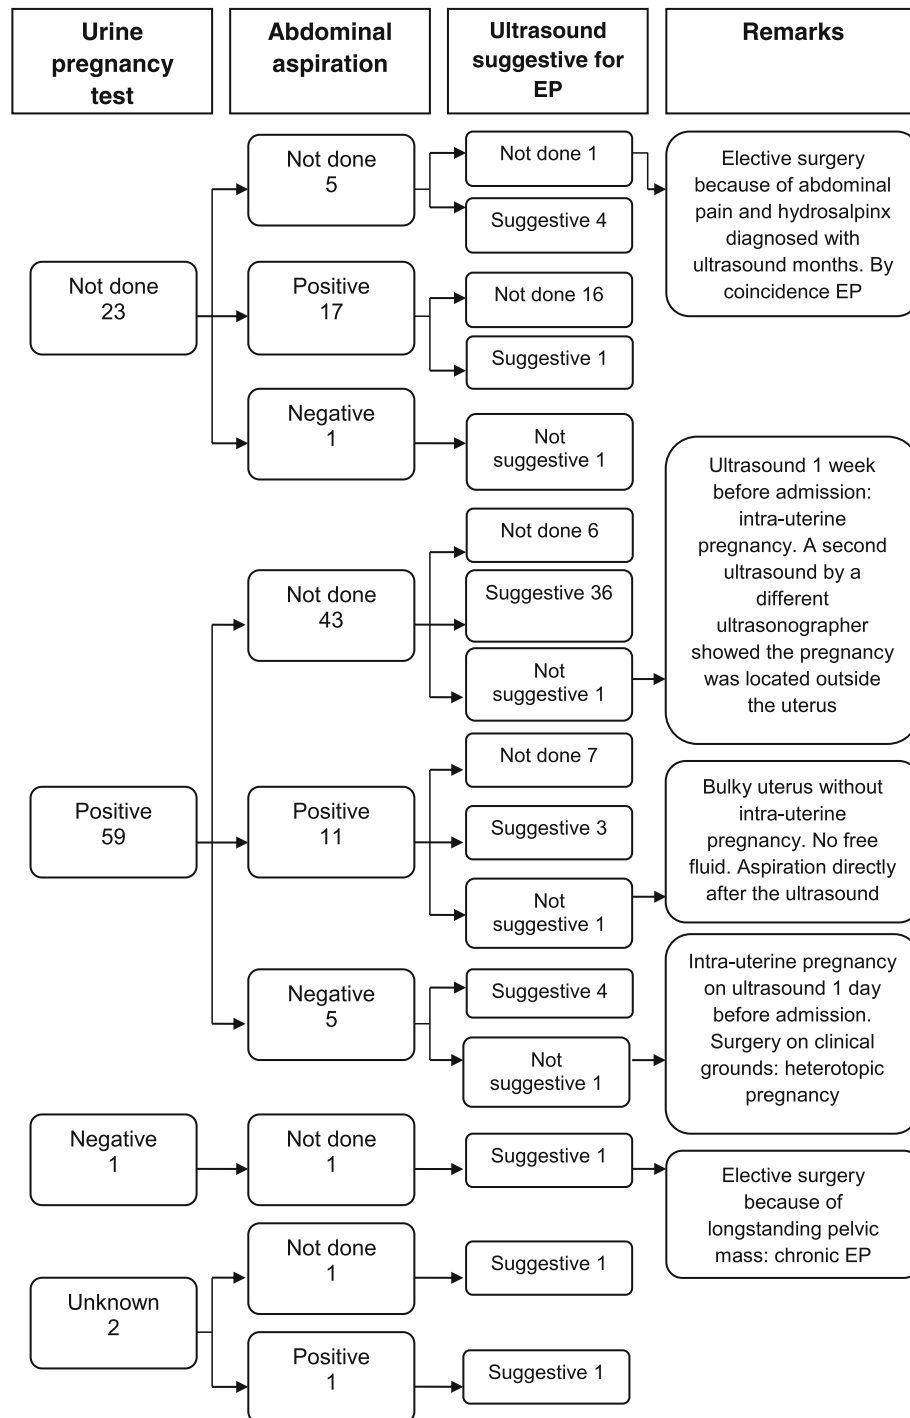 Urine
pregnancy
test
Abdominal
aspiration
Ultrasound
suggestive for
EP
Remarks
Not done
23
Not done
5
Not done 1
Elective surgery
because of abdominal
pain and hydrosalpinx
diagnosed with
ultrasound months. By
coincidence EP
Suggestive 4
Positive
17
Not done 16
Suggestive 1
Negative
1
Not
suggestive 1
Positive
59
Not done
43
Not done 6
Suggestive 36
Not
suggestive 1
Ultrasound 1 week
before admission:
intra-uterine
pregnancy. A second
ultrasound by a
different
ultrasonographer
showed the pregnancy
was located outside
the uterus
Positive
11
Not done 7
Suggestive 3
Not
suggestive 1
Bulky uterus without
intra-uterine
pregnancy. No free
fluid. Aspiration directly
after the ultrasound
Negative
5
Suggestive 4
Not
suggestive 1
Intra-uterine pregnancy
on ultrasound 1 day
before admission.
Surgery on clinical
grounds: heterotopic
pregnancy
Negative
1
Not done
1
Suggestive 1
Elective surgery
because of
longstanding pelvic
mass: chronic EP
Unknown
2
Not done
1
Suggestive 1
Positive
1
Suggestive 1